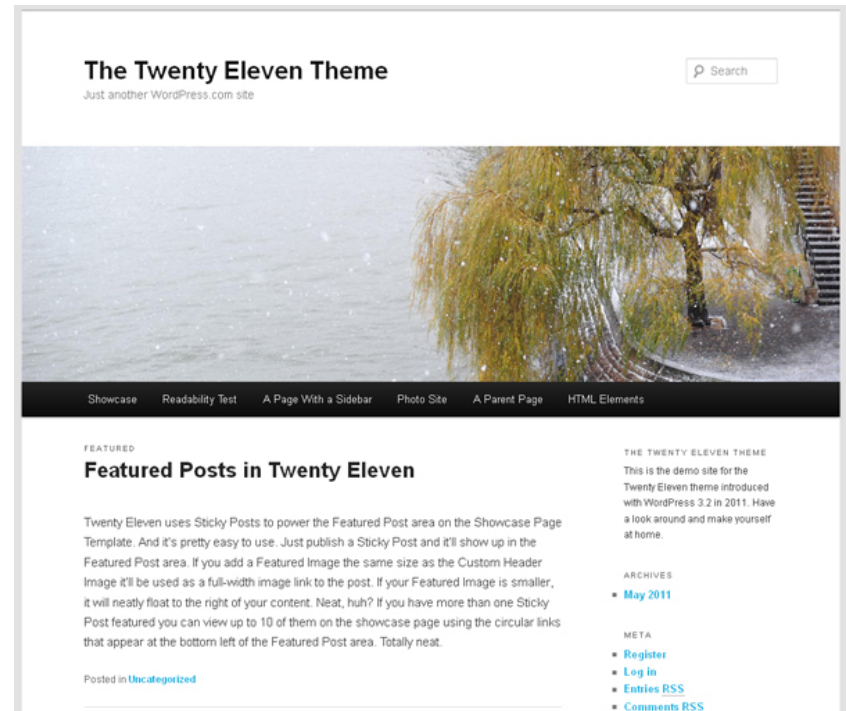 The Twenty Eleven Theme
Just another WordPress.com site
Search
Showcase Readability Test A Page With a Sidebar Photo Site A Parent Page HTML Elements
FEATURED
Featured Posts in Twenty Eleven
Twenty Eleven uses Sticky Posts to power the Featured Post area on the Showcase Page
Template. And it's pretty easy to use. Just publish a Sticky Post and it'll show up in the
Featured Post area. If you add a Featured Image the same size as the Custom Header
Image it'll be used as a full-width image link to the post. If your Featured Image is smaller,
it will neatly float to the right of your content. Neat, huh? If you have more than one Sticky
Post featured you can view up to 10 of them on the showcase page using the circular links
that appear at the bottom left of the Featured Post area. Totally neat.
Posted in Uncategorized
THE TWENTY ELEVEN THEME
This is the demo site for the
Twenty Eleven theme introduced
with WordPress 3.2 in 2011. Have
a look around and make yourself
at home.
ARCHIVES
May 2011
META
Register
Log in
Entries RSS
Comments RSS